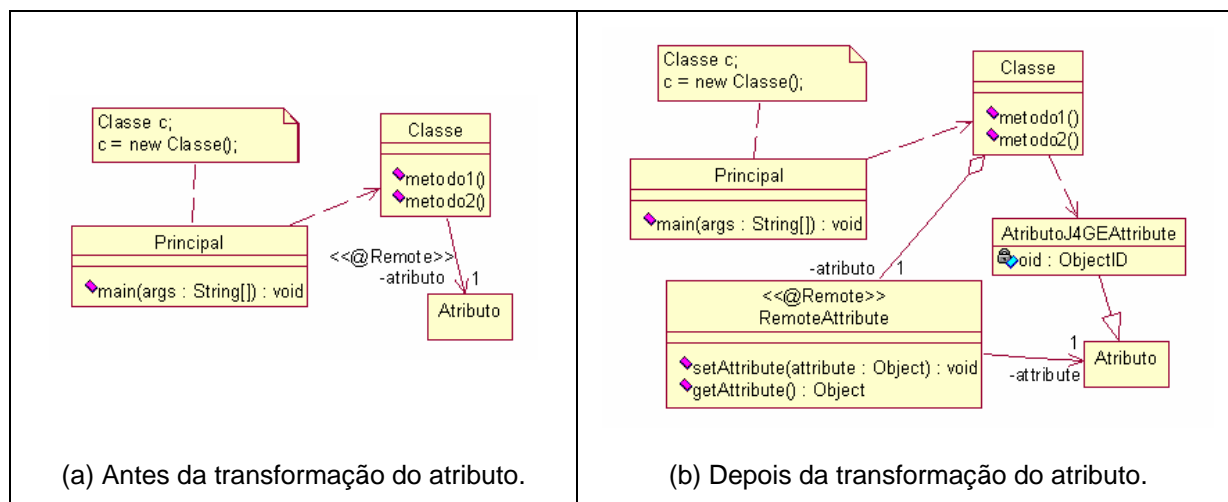 Classe c;
c = new Classe();
Classe
metodo1()
metodo2()
Principal
main(args : String[]) : void
<<@Remote>>
-atributo
1
Atributo
(a) Antes da transformação do atributo.
Classe c;
c = new Classe();
Classe
metodo1()
metodo2()
Principal
main(args : String[]) : void
AtributoJ4GEAttribute
oid : ObjectID
-atributo
1
<<@Remote>>
RemoteAttribute
setAttribute(attribute : Object) : void
getAttribute() : Object
1
-attribute
Atributo
(b) Depois da transformação do atributo.